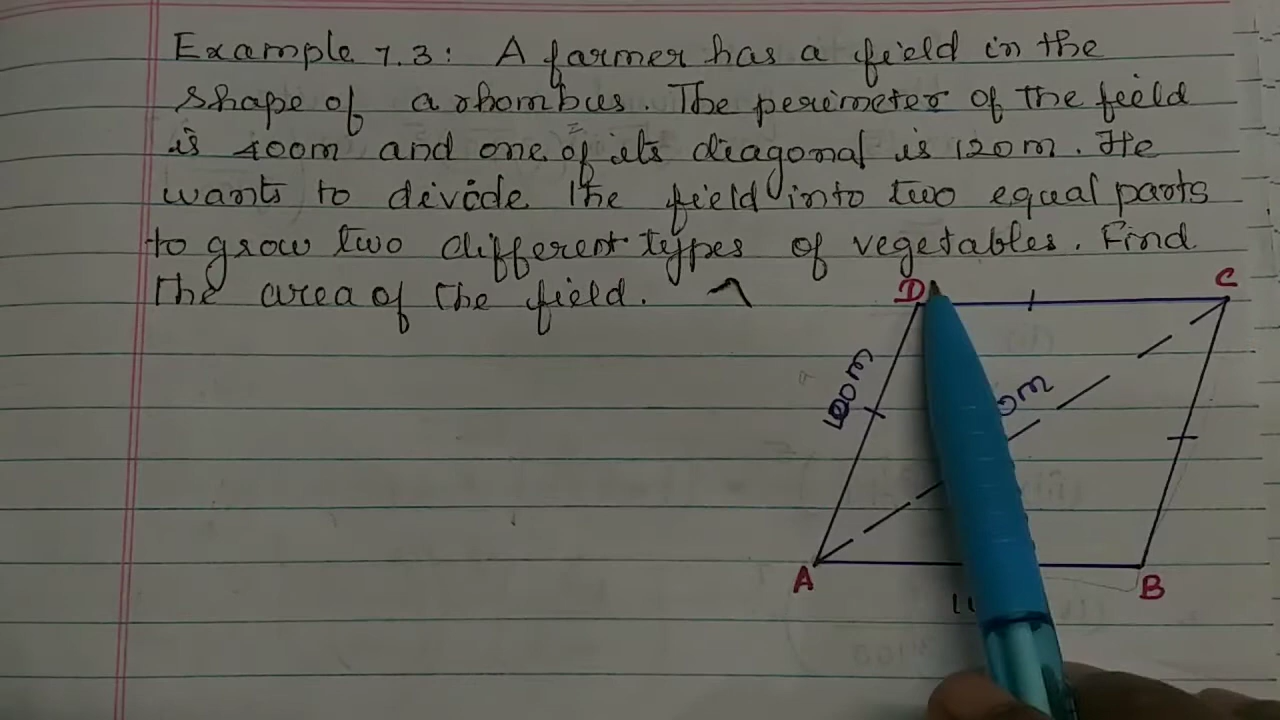 Example 7.3: A farmer has a field in the
shape of a rhombus. The perimeter of the field
is 400m and one of its diagonal is 120m. He
wants to divide the field into two equal parts
to grow two different types of vegetables. Find
the area of the field.
D
C
100m
A
B